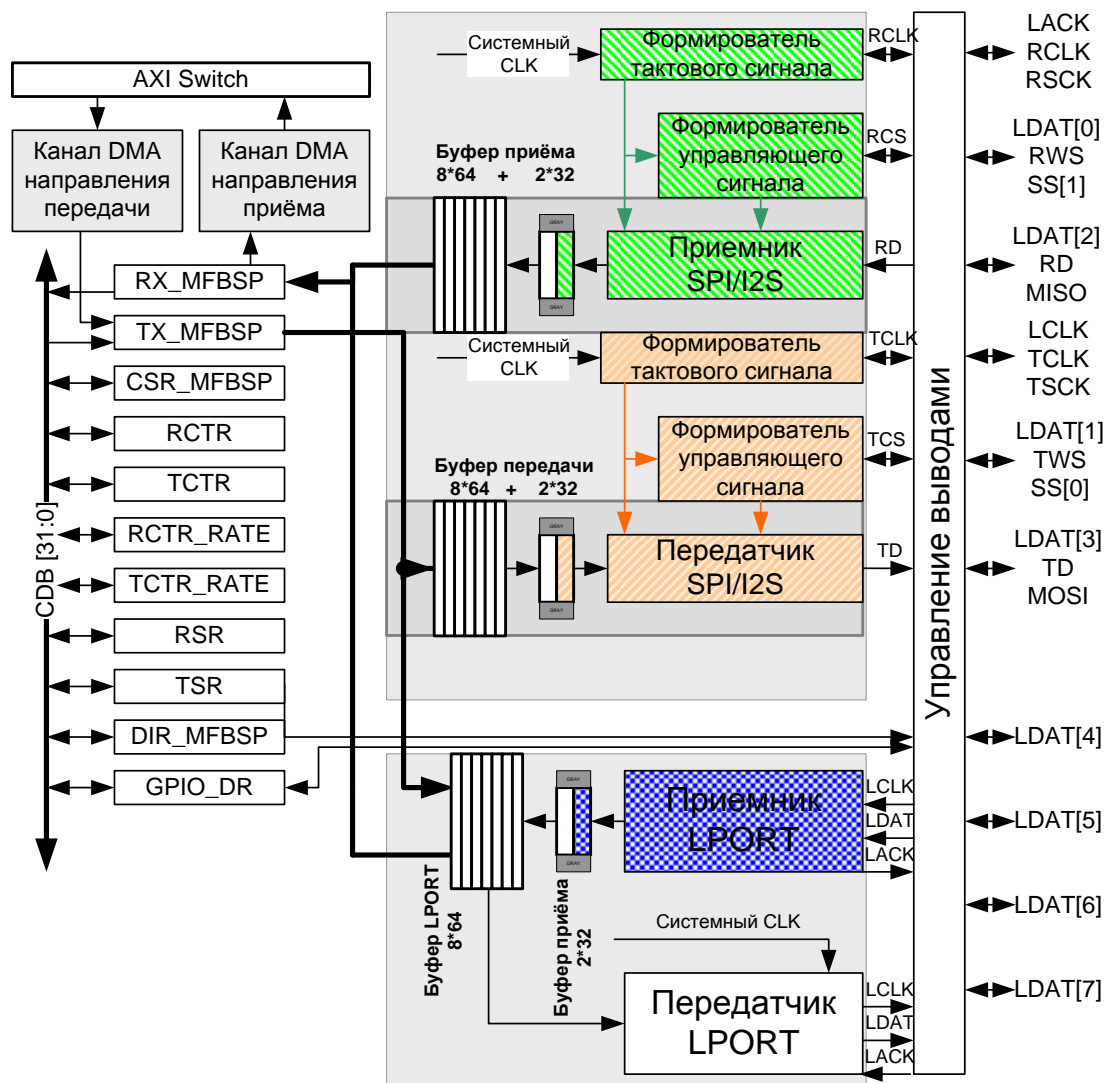 AXI Switch
Канал DMA
направления
передачи
Канал DMA
направления
приёма
CDB [31:0]
RX_MFBSP
TX_MFBSP
CSR_MFBSP
RCTR
TCTR
RCTR_RATE
TCTR_RATE
RSR
TSR
DIR_MFBSP
GPIO_DR
Системный
CLK
Формирователь
тактового сигнала
RCLK
Формирователь
управляющего
сигнала
RCS
Буфер приёма
8*64 + 2*32
GRAY
GRAY
Приемник
SPI/I2S
RD
Системный
CLK
Формирователь
тактового сигнала
TCLK
Формирователь
управляющего
сигнала
TCS
Буфер передачи
8*64 + 2*32
GRAY
GRAY
Передатчик
SPI/I2S
TD
Буфер LPORT
8*64
GRAY
GRAY
Буфер приёма
2*32
Приемник
LPORT
LCLK
LDAT
LACK
Системный CLK
Передатчик
LPORT
LCLK
LDAT
LACK
Управление выводами
LACK
RCLK
RSCK
LDAT[0]
RWS
SS[1]
LDAT[2]
RD
MISO
LCLK
TCLK
TSCK
LDAT[1]
TWS
SS[0]
LDAT[3]
TD
MOSI
LDAT[4]
LDAT[5]
LDAT[6]
LDAT[7]